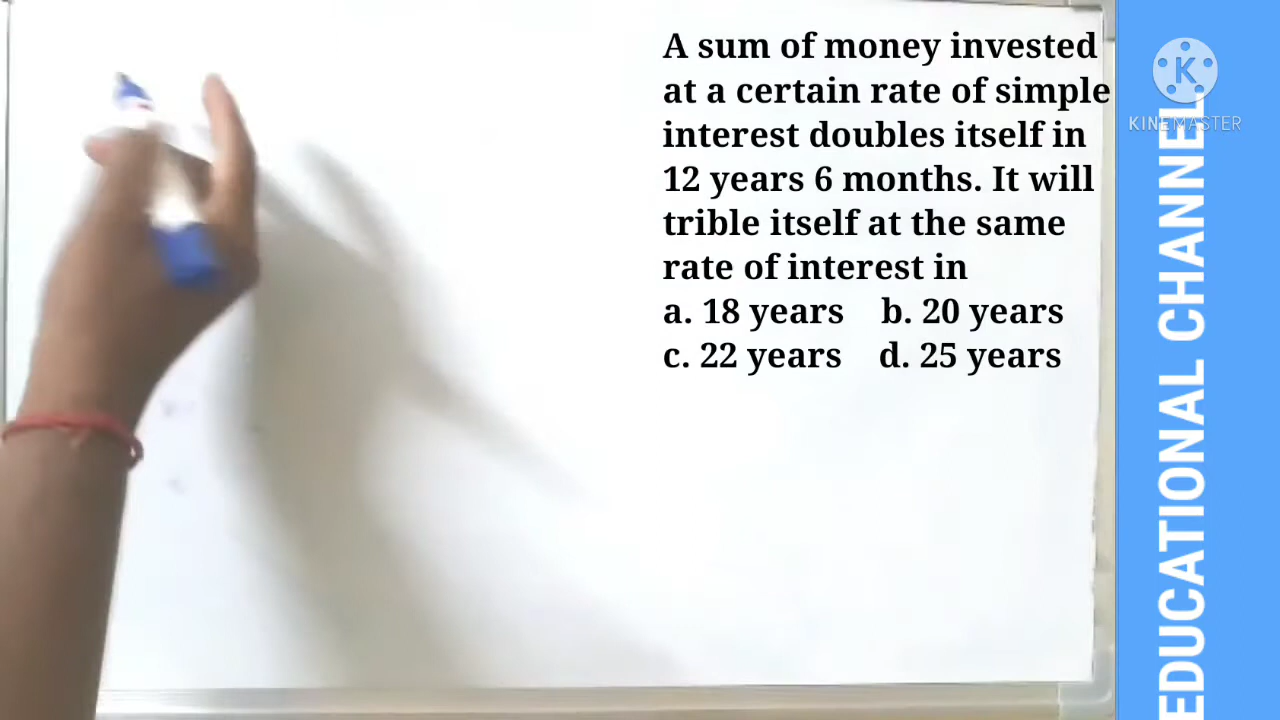 A sum of money invested
at a certain rate of simple
interest doubles itself in
12 years 6 months. It will
trible itself at the same
rate of interest in
a. 18 years b. 20 years
c. 22 years d. 25 years
K
KINEMASTER
EDUCATIONAL CHANNEL